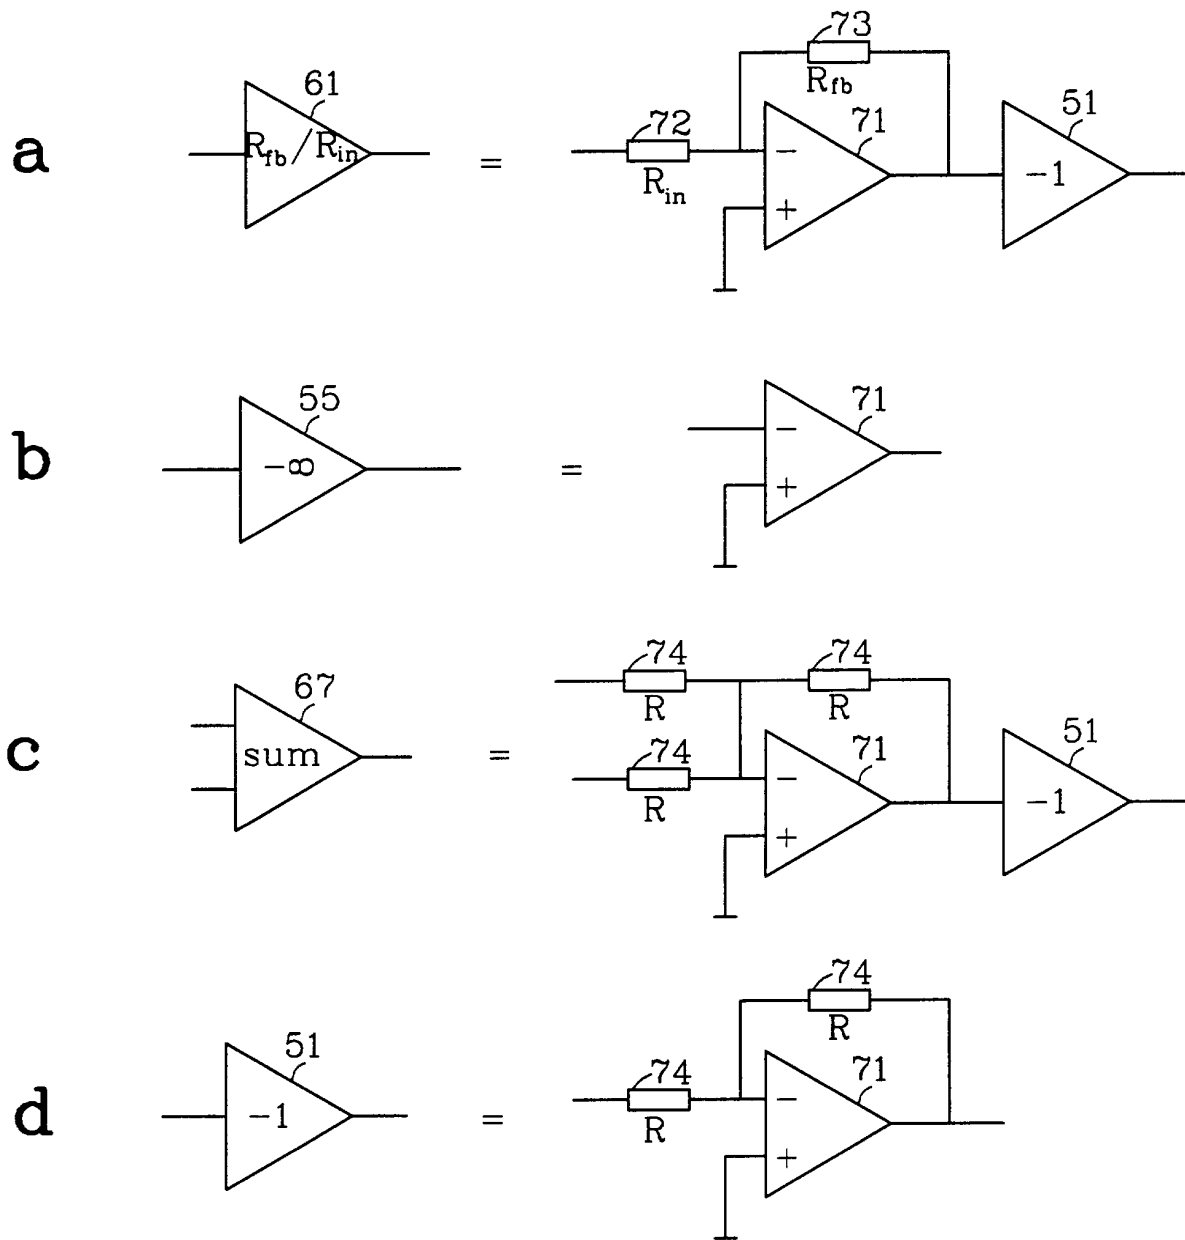 a
61
R_fb / R_in
=
72
R_in
73
R_fb
71
−
+
51
−1
b
55
−∞
=
71
−
+
c
67
sum
=
74
R
74
R
74
R
71
−
+
51
−1
d
51
−1
=
74
R
74
R
71
−
+